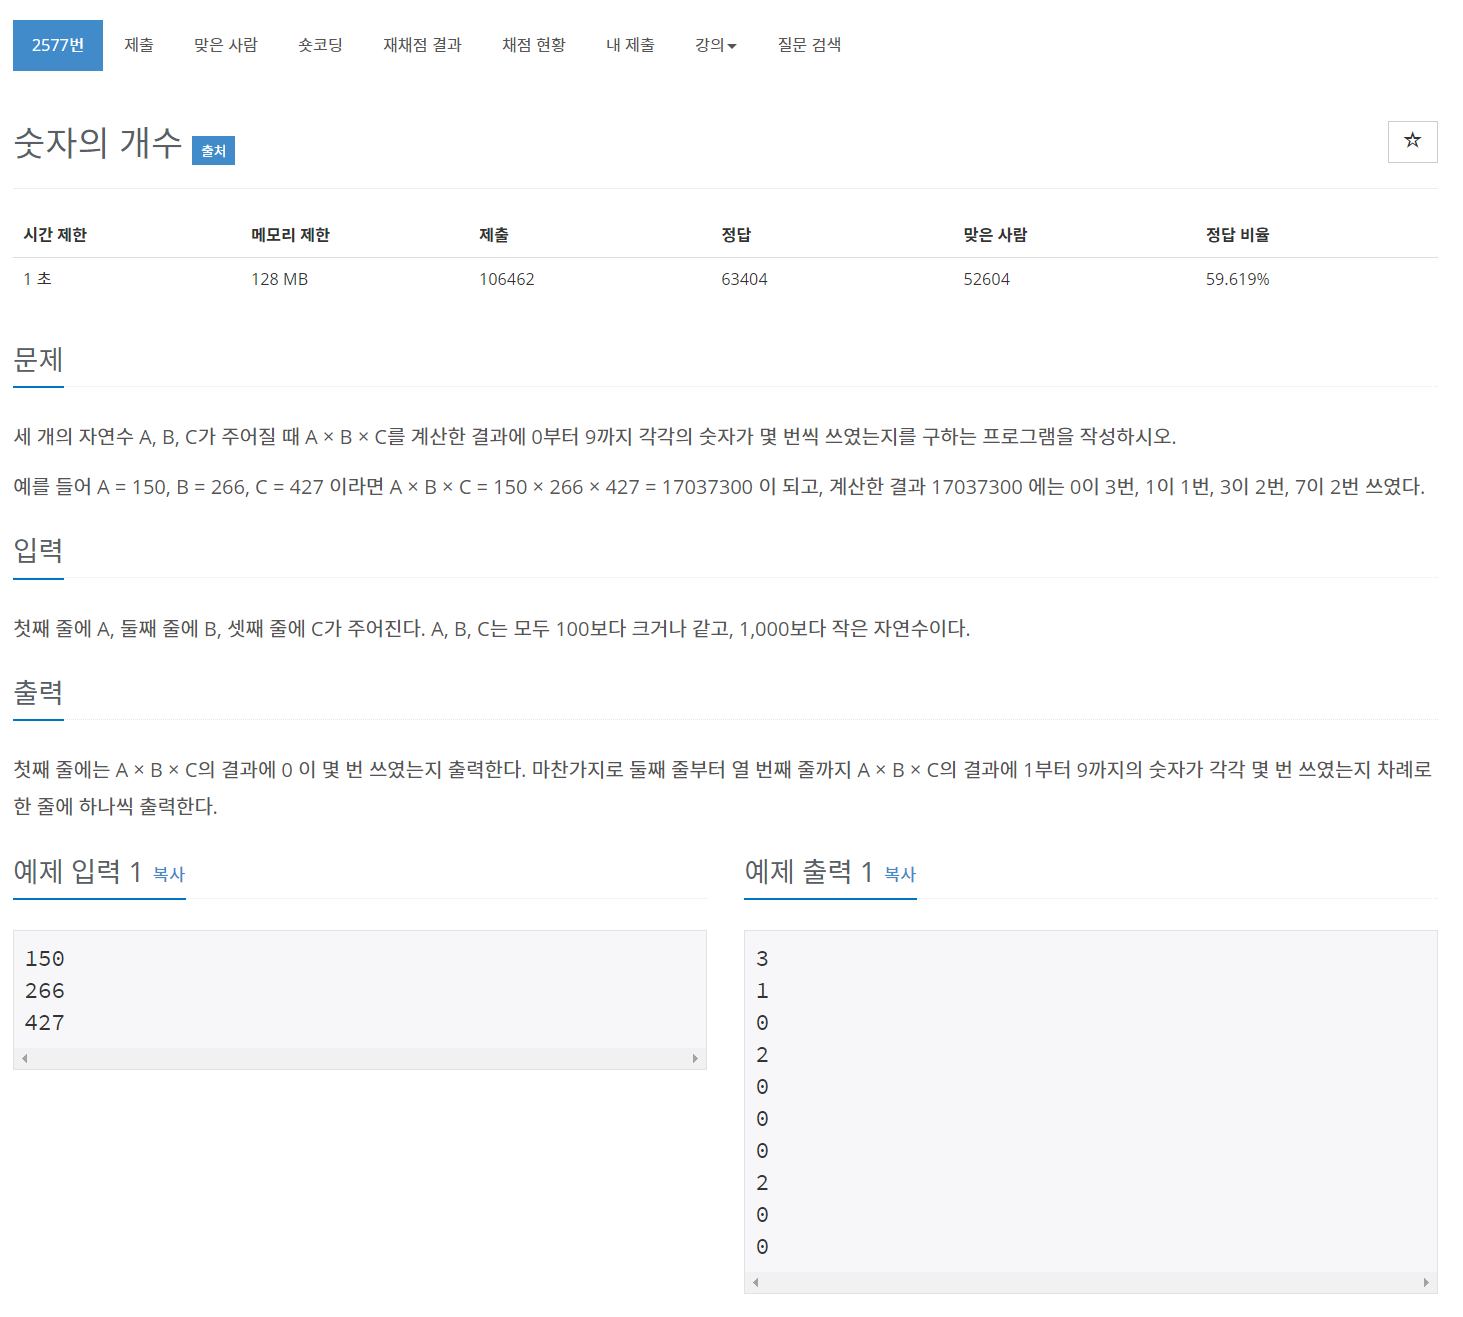 2577번 제출 맞은 사람 숏코딩 재채점 결과 채점 현황 내 제출 강의 질문 검색
숫자의 개수 출처
시간 제한 메모리 제한 제출 정답 맞은 사람 정답 비율
1 초 128 MB 106462 63404 52604 59.619%
문제
세 개의 자연수 A, B, C가 주어질 때 A × B × C를 계산한 결과에 0부터 9까지 각각의 숫자가 몇 번씩 쓰였는지를 구하는 프로그램을 작성하시오.
예를 들어 A = 150, B = 266, C = 427 이라면 A × B × C = 150 × 266 × 427 = 17037300 이 되고, 계산한 결과 17037300 에는 0이 3번, 1이 1번, 3이 2번, 7이 2번 쓰였다.
입력
첫째 줄에 A, 둘째 줄에 B, 셋째 줄에 C가 주어진다. A, B, C는 모두 100보다 크거나 같고, 1,000보다 작은 자연수이다.
출력
첫째 줄에는 A × B × C의 결과에 0 이 몇 번 쓰였는지 출력한다. 마찬가지로 둘째 줄부터 열 번째 줄까지 A × B × C의 결과에 1부터 9까지의 숫자가 각각 몇 번 쓰였는지 차례로
한 줄에 하나씩 출력한다.
예제 입력 1 복사
150
266
427
예제 출력 1 복사
3
1
0
2
0
0
0
2
0
0